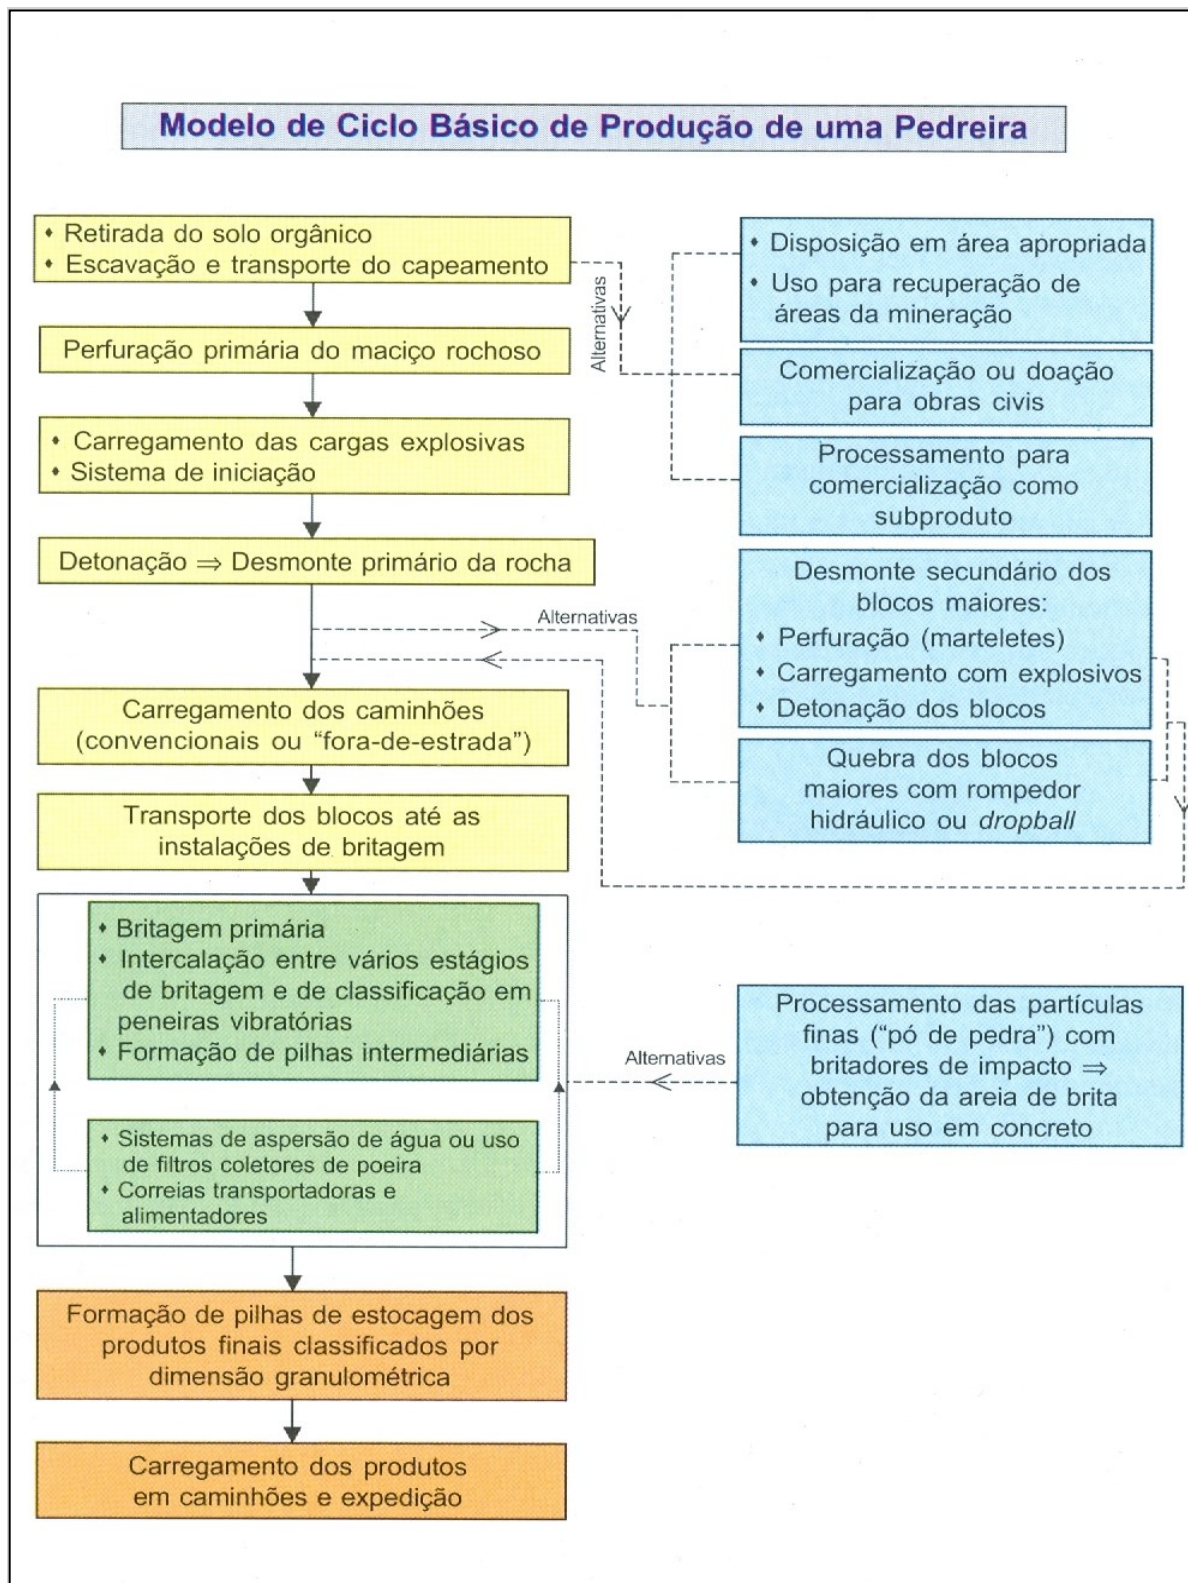 Modelo de Ciclo Básico de Produção de uma Pedreira
♦ Retirada do solo orgânico
♦ Escavação e transporte do capeamento
Alternativas
♦ Disposição em área apropriada
♦ Uso para recuperação de
áreas da mineração
Perfuração primária do maciço rochoso
Comercialização ou doação
para obras civis
♦ Carregamento das cargas explosivas
♦ Sistema de iniciação
Processamento para
comercialização como
subproduto
Detonação ⇒ Desmonte primário da rocha
Alternativas
Desmonte secundário dos
blocos maiores:
♦ Perfuração (marteletes)
♦ Carregamento com explosivos
♦ Detonação dos blocos
Carregamento dos caminhões
(convencionais ou “fora-de-estrada”)
Quebra dos blocos
maiores com rompedor
hidráulico ou dropball
Transporte dos blocos até as
instalações de britagem
♦ Britagem primária
♦ Intercalação entre vários estágios
de britagem e de classificação em
peneiras vibratórias
♦ Formação de pilhas intermediárias
Alternativas
Processamento das partículas
finas (“pó de pedra”) com
britadores de impacto ⇒
obtenção da areia de brita
para uso em concreto
♦ Sistemas de aspersão de água ou uso
de filtros coletores de poeira
♦ Correias transportadoras e
alimentadores
Formação de pilhas de estocagem dos
produtos finais classificados por
dimensão granulométrica
Carregamento dos produtos
em caminhões e expedição